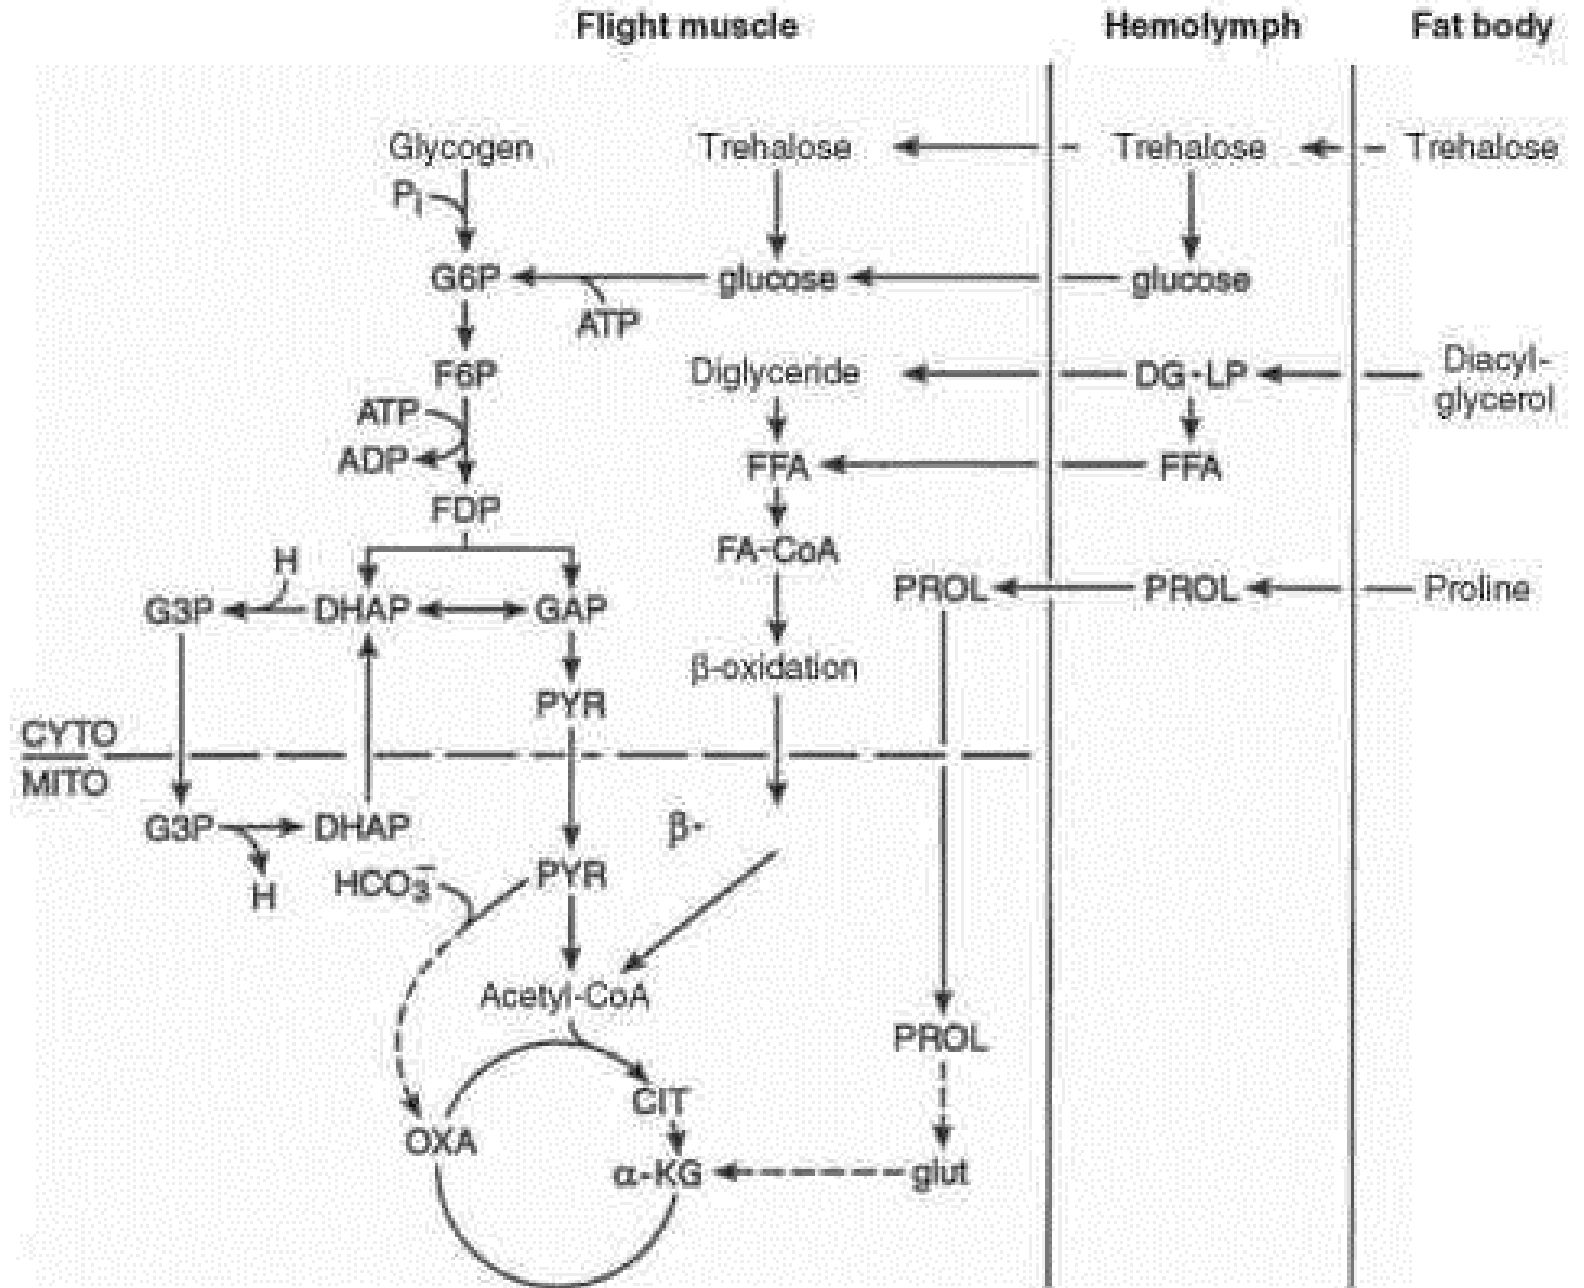 Flight muscle Hemolymph Fat body
Glycogen Trehalose Trehalose Trehalose
Pi
G6P glucose glucose
ATP
F6P Diglyceride DG·LP Diacyl-
glycerol
ATP
ADP FFA FFA
FDP
H FA-CoA
G3P DHAP GAP PROL PROL Proline
β-oxidation
PYR
CYTO
MITO
G3P DHAP β-
H HCO3− PYR
Acetyl-CoA
PROL
CIT
OXA
α-KG glut